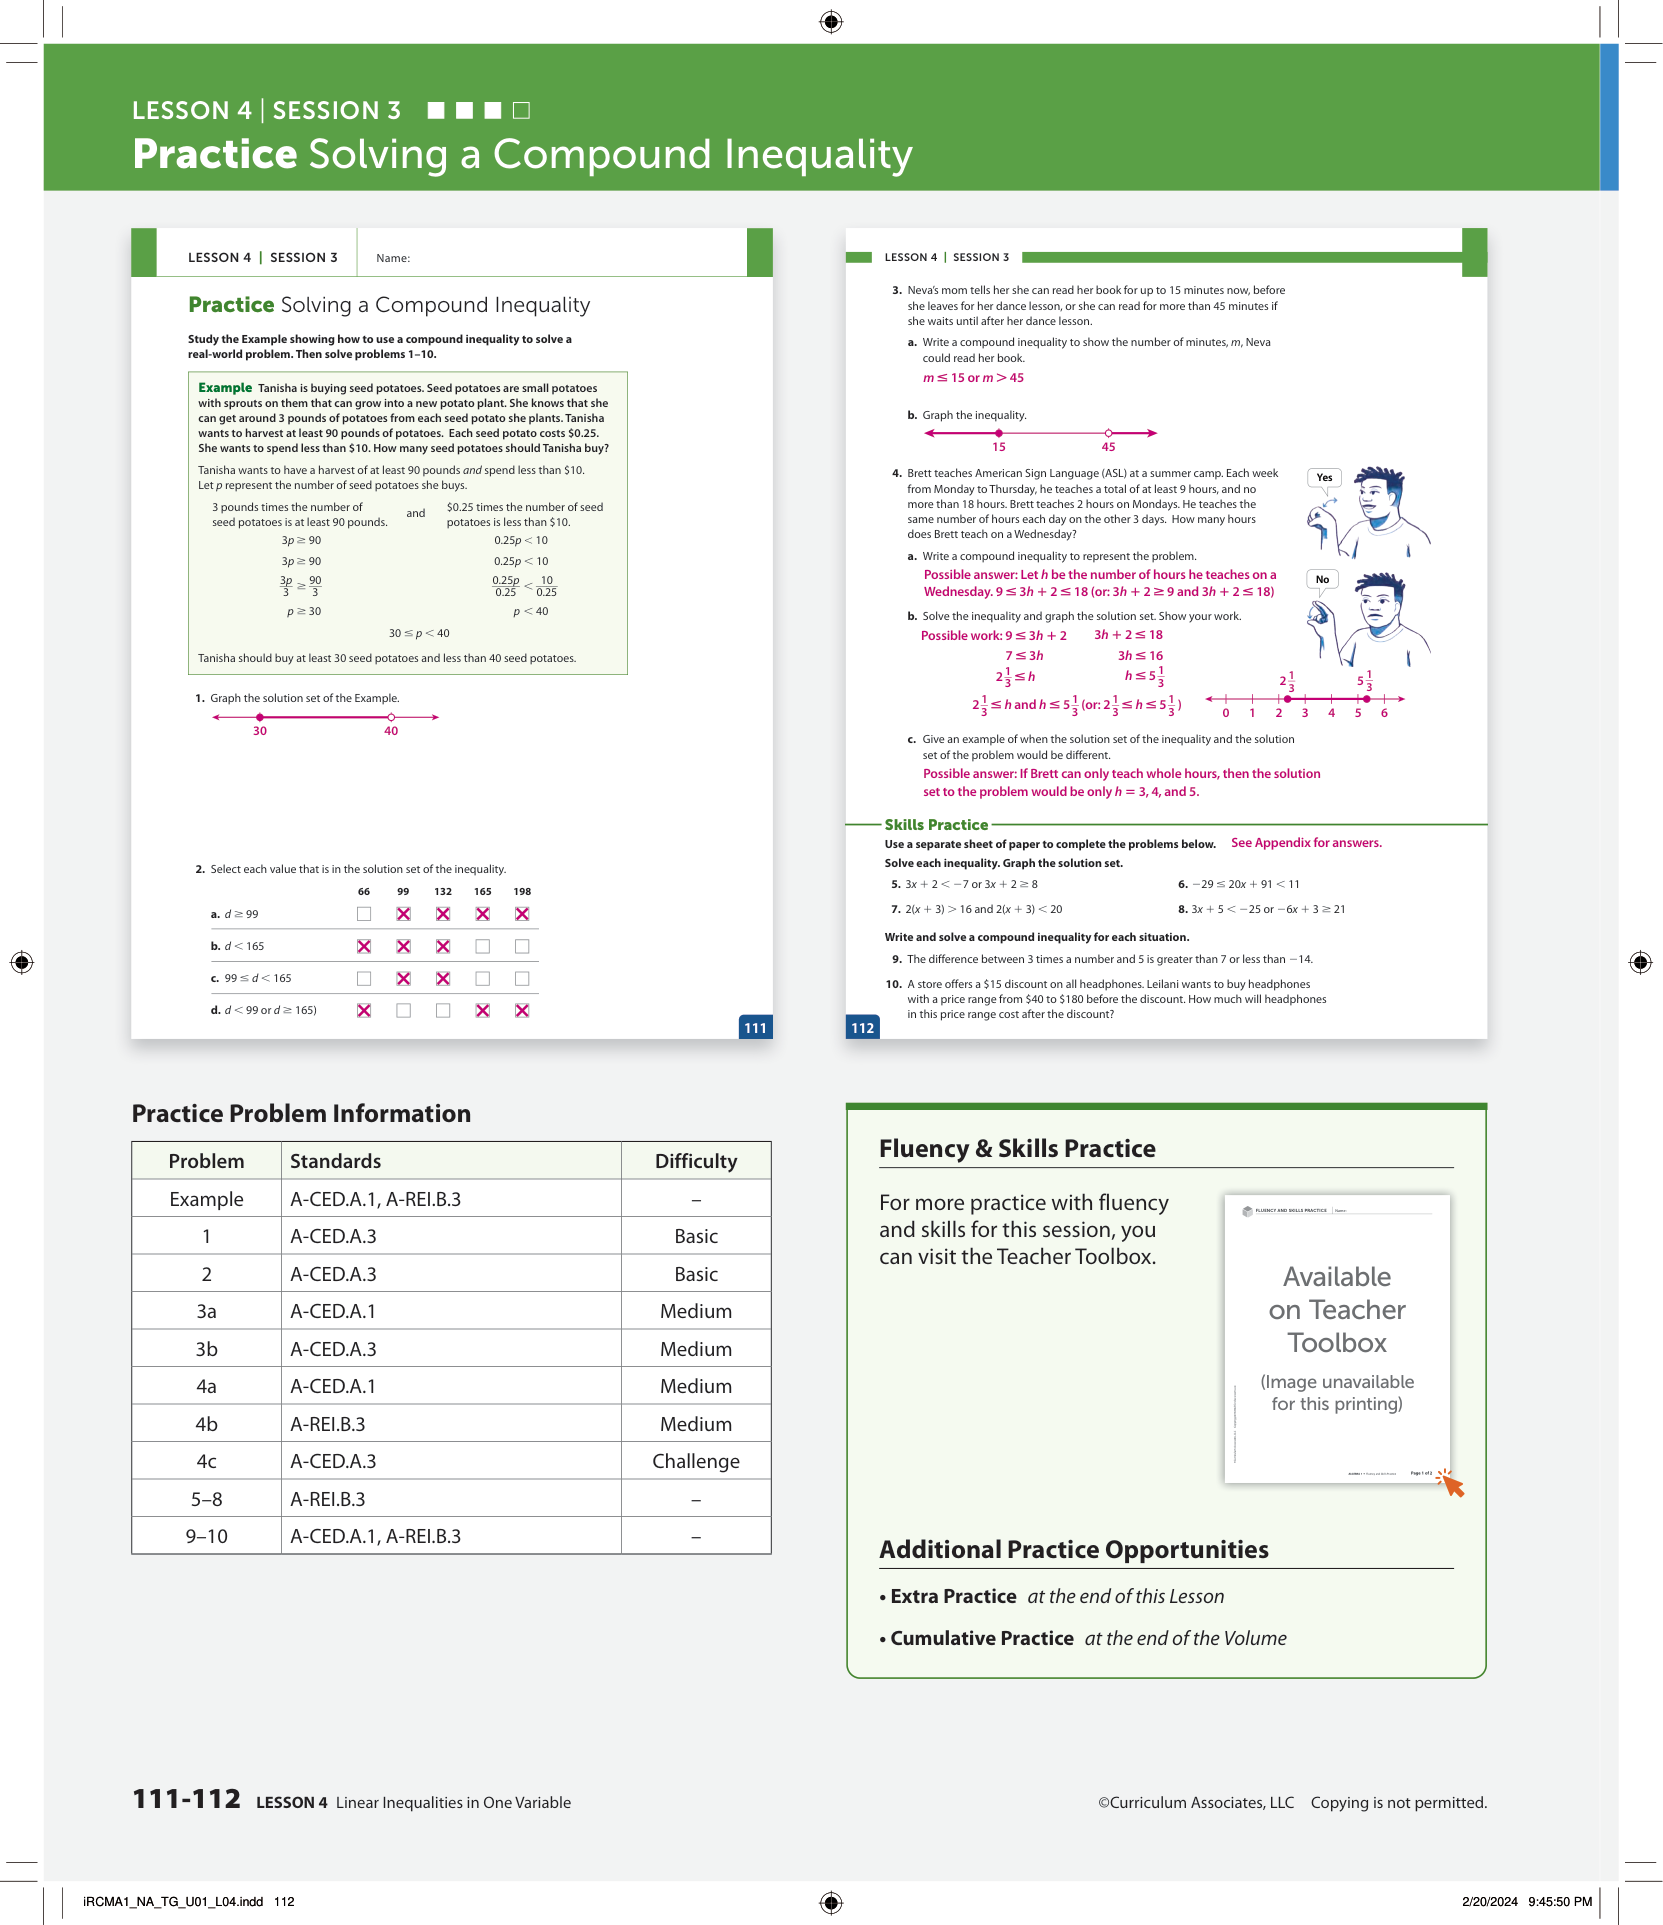 LESSON 4 | SESSION 3
Practice Solving a Compound Inequality
LESSON 4 | SESSION 3
Name:
Practice Solving a Compound Inequality
Study the Example showing how to use a compound inequality to solve a
real-world problem. Then solve problems 1–10.
Example Tanisha is buying seed potatoes. Seed potatoes are small potatoes
with sprouts on them that can grow into a new potato plant. She knows that she
can get around 3 pounds of potatoes from each seed potato she plants. Tanisha
wants to harvest at least 90 pounds of potatoes. Each seed potato costs $0.25.
She wants to spend less than $10. How many seed potatoes should Tanisha buy?
Tanisha wants to have a harvest of at least 90 pounds and spend less than $10.
Let p represent the number of seed potatoes she buys.
3 pounds times the number of
seed potatoes is at least 90 pounds.
and
$0.25 times the number of seed
potatoes is less than $10.
3p ≥ 90 0.25p < 10
3p ≥ 90 0.25p < 10
3p/3 ≥ 90/3 0.25p/0.25 < 10/0.25
p ≥ 30 p < 40
30 ≤ p < 40
Tanisha should buy at least 30 seed potatoes and less than 40 seed potatoes.
1. Graph the solution set of the Example.
30 40
2. Select each value that is in the solution set of the inequality.
66 99 132 165 198
a. d ≥ 99
b. d < 165
c. 99 ≤ d < 165
d. d < 99 or d ≥ 165)
111
LESSON 4 | SESSION 3
3. Neva's mom tells her she can read her book for up to 15 minutes now, before
she leaves for her dance lesson, or she can read for more than 45 minutes if
she waits until after her dance lesson.
a. Write a compound inequality to show the number of minutes, m, Neva
could read her book.
m ≤ 15 or m > 45
b. Graph the inequality.
15 45
4. Brett teaches American Sign Language (ASL) at a summer camp. Each week
from Monday to Thursday, he teaches a total of at least 9 hours, and no
more than 18 hours. Brett teaches 2 hours on Mondays. He teaches the
same number of hours each day on the other 3 days. How many hours
does Brett teach on a Wednesday?
Yes
No
a. Write a compound inequality to represent the problem.
Possible answer: Let h be the number of hours he teaches on a
Wednesday. 9 ≤ 3h + 2 ≤ 18 (or: 3h + 2 ≥ 9 and 3h + 2 ≤ 18)
b. Solve the inequality and graph the solution set. Show your work.
Possible work: 9 ≤ 3h + 2 3h + 2 ≤ 18
7 ≤ 3h 3h ≤ 16
2 1/3 ≤ h h ≤ 5 1/3
2 1/3 ≤ h and h ≤ 5 1/3 (or: 2 1/3 ≤ h ≤ 5 1/3)
2 1/3 5 1/3
0 1 2 3 4 5 6
c. Give an example of when the solution set of the inequality and the solution
set of the problem would be different.
Possible answer: If Brett can only teach whole hours, then the solution
set to the problem would be only h = 3, 4, and 5.
Skills Practice
Use a separate sheet of paper to complete the problems below. See Appendix for answers.
Solve each inequality. Graph the solution set.
5. 3x + 2 < −7 or 3x + 2 ≥ 8
6. −29 ≤ 20x + 91 < 11
7. 2(x + 3) > 16 and 2(x + 3) < 20
8. 3x + 5 < −25 or −6x + 3 ≥ 21
Write and solve a compound inequality for each situation.
9. The difference between 3 times a number and 5 is greater than 7 or less than −14.
10. A store offers a $15 discount on all headphones. Leilani wants to buy headphones
with a price range from $40 to $180 before the discount. How much will headphones
in this price range cost after the discount?
112
Practice Problem Information
Problem Standards Difficulty
Example A-CED.A.1, A-REI.B.3 –
1 A-CED.A.3 Basic
2 A-CED.A.3 Basic
3a A-CED.A.1 Medium
3b A-CED.A.3 Medium
4a A-CED.A.1 Medium
4b A-REI.B.3 Medium
4c A-CED.A.3 Challenge
5–8 A-REI.B.3 –
9–10 A-CED.A.1, A-REI.B.3 –
Fluency & Skills Practice
For more practice with fluency
and skills for this session, you
can visit the Teacher Toolbox.
FLUENCY AND SKILLS PRACTICE Name:
Available
on Teacher
Toolbox
(Image unavailable
for this printing)
Page 1 of 2
Additional Practice Opportunities
• Extra Practice at the end of this Lesson
• Cumulative Practice at the end of the Volume
111-112 LESSON 4 Linear Inequalities in One Variable
©Curriculum Associates, LLC Copying is not permitted.
iRCMA1_NA_TG_U01_L04.indd 112
2/20/2024 9:45:50 PM